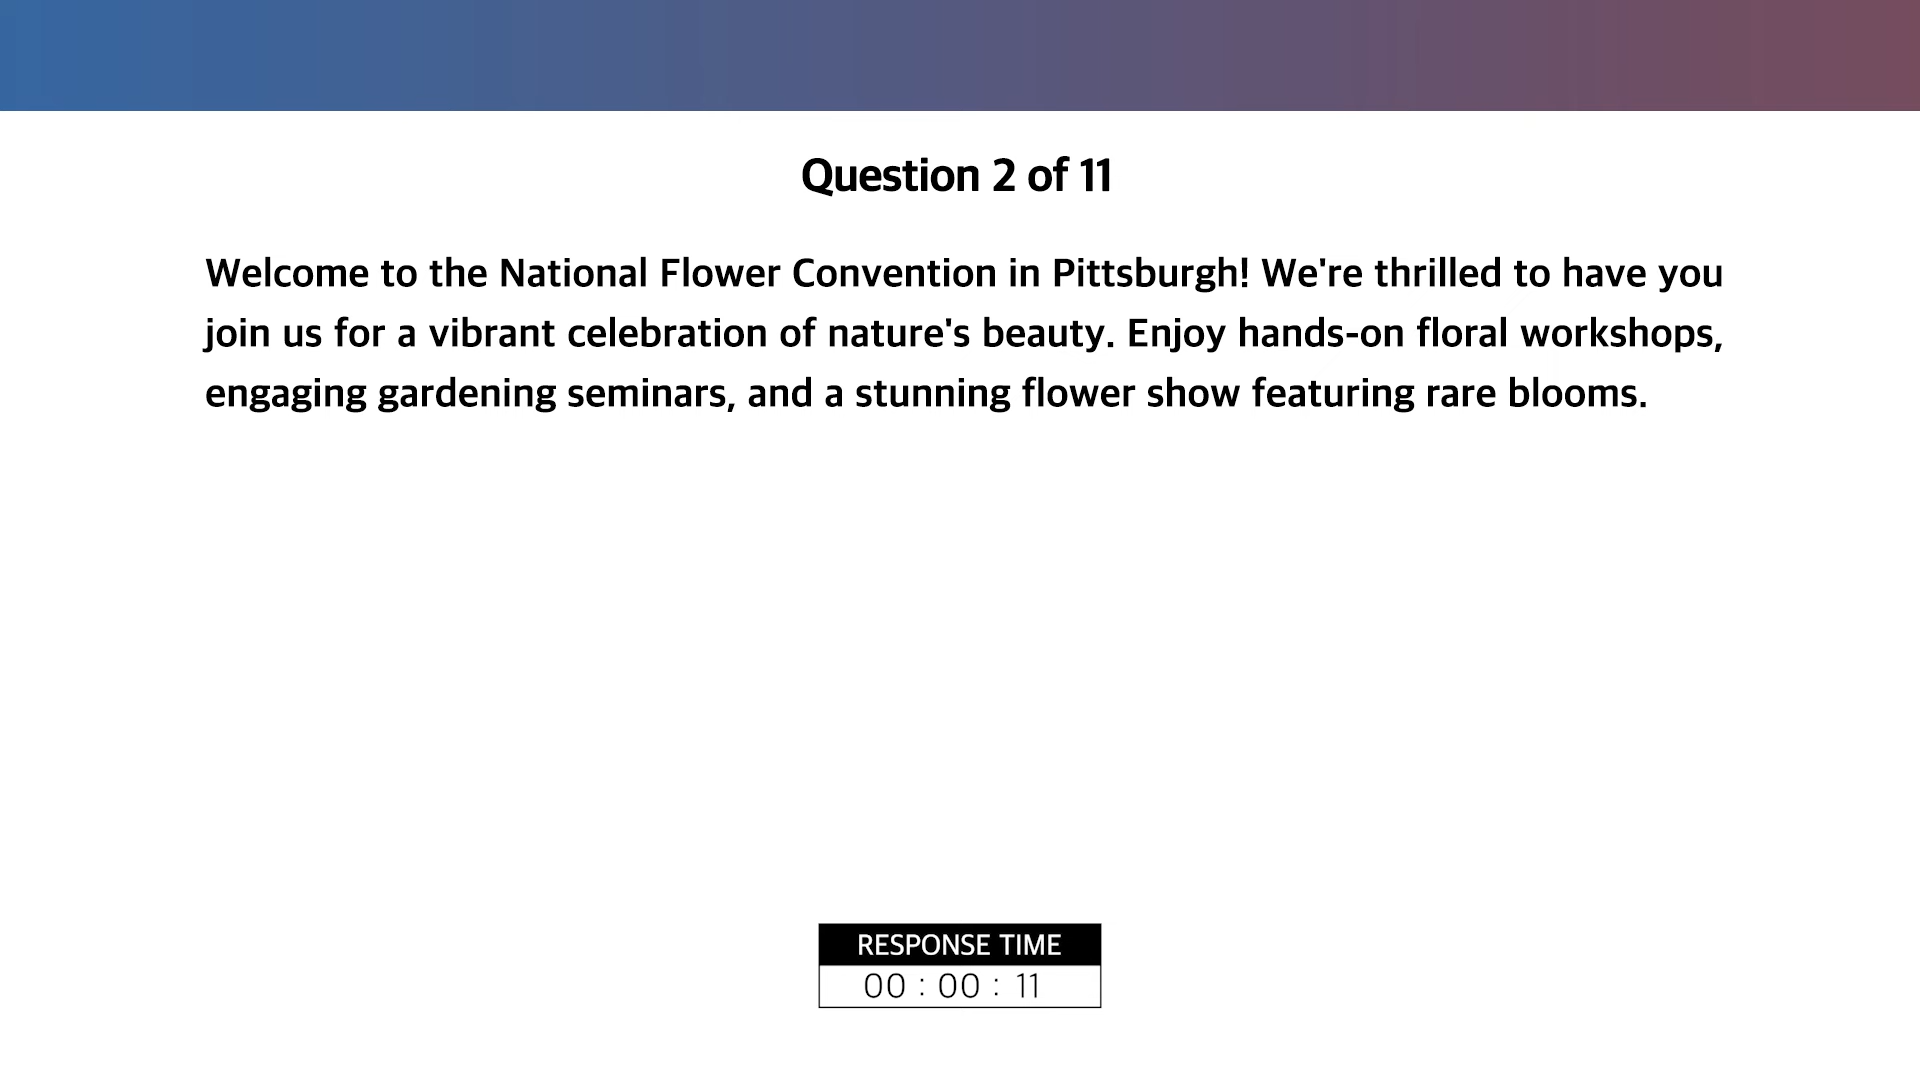 Question 2 of 11
Welcome to the National Flower Convention in Pittsburgh! We're thrilled to have you
join us for a vibrant celebration of nature's beauty. Enjoy hands-on floral workshops,
engaging gardening seminars, and a stunning flower show featuring rare blooms.
RESPONSE TIME
00 : 00 : 11